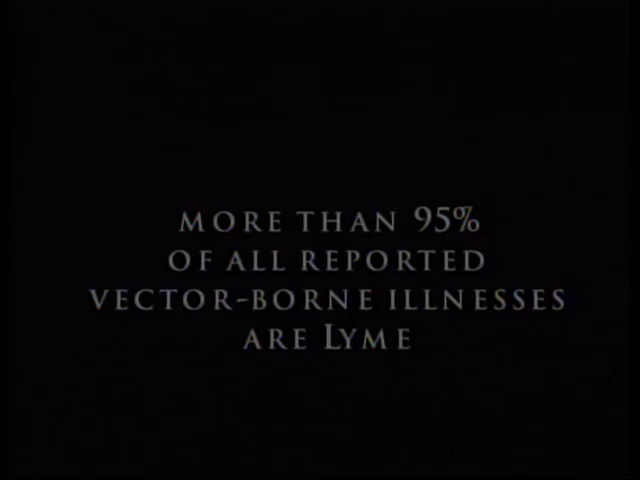 MORE THAN 95%
OF ALL REPORTED
VECTOR-BORNE ILLNESSES
ARE LYME